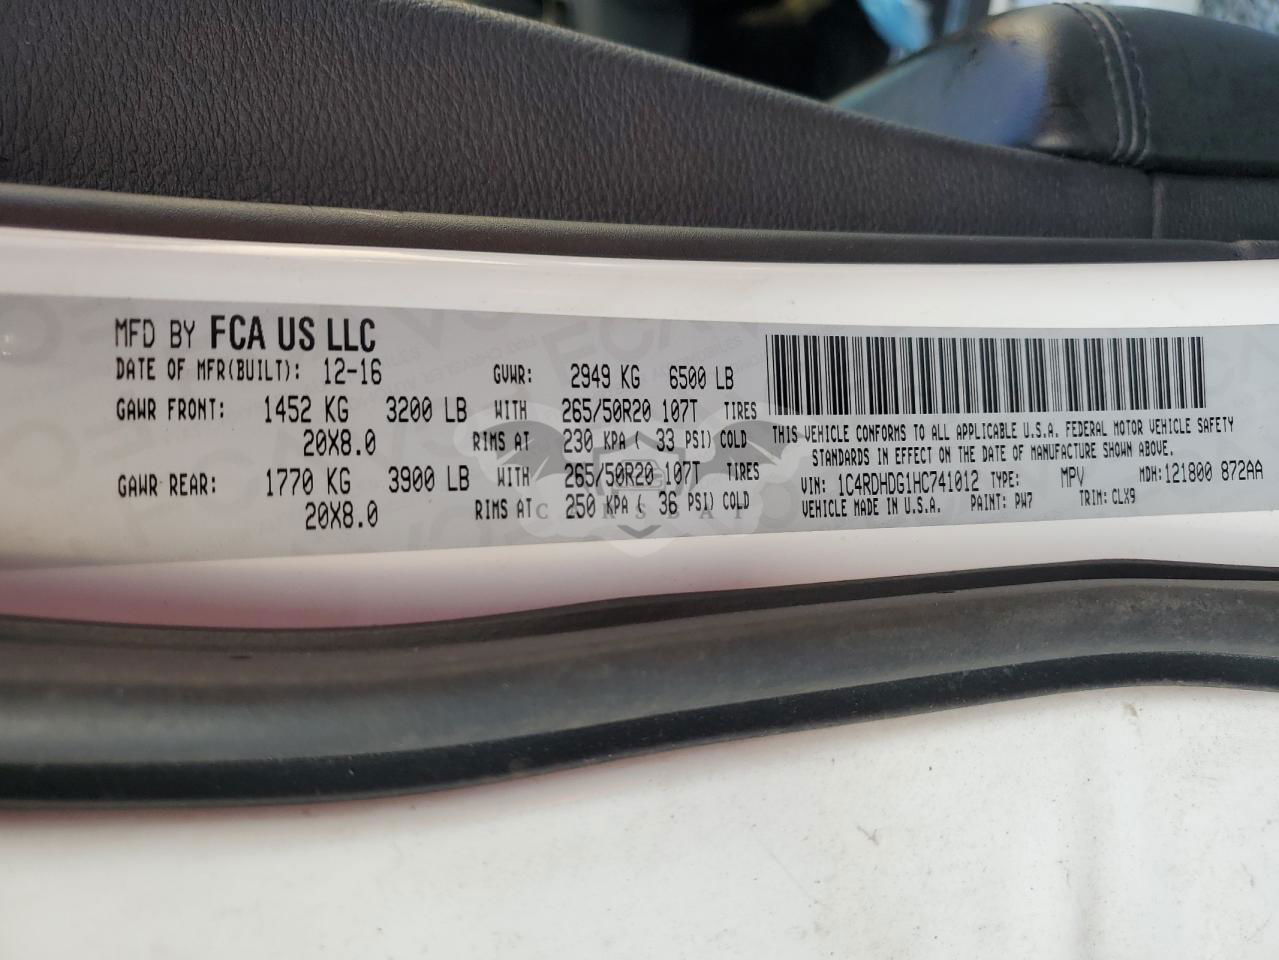 MFD BY FCA US LLC
DATE OF MFR(BUILT): 12-16 GVWR: 2949 KG 6500 LB
GAWR FRONT: 1452 KG 3200 LB WITH 265/50R20 107T TIRES
20X8.0 RIMS AT 230 KPA ( 33 PSI) COLD
GAWR REAR: 1770 KG 3900 LB WITH 265/50R20 107T TIRES
20X8.0 RIMS AT 250 KPA ( 36 PSI) COLD
THIS VEHICLE CONFORMS TO ALL APPLICABLE U.S.A. FEDERAL MOTOR VEHICLE SAFETY
STANDARDS IN EFFECT ON THE DATE OF MANUFACTURE SHOWN ABOVE.
VIN: 1C4RDHDG1HC741012 TYPE: MPV MDH:121800 872AA
VEHICLE MADE IN U.S.A. PAINT: PW7 TRIM: CLX9